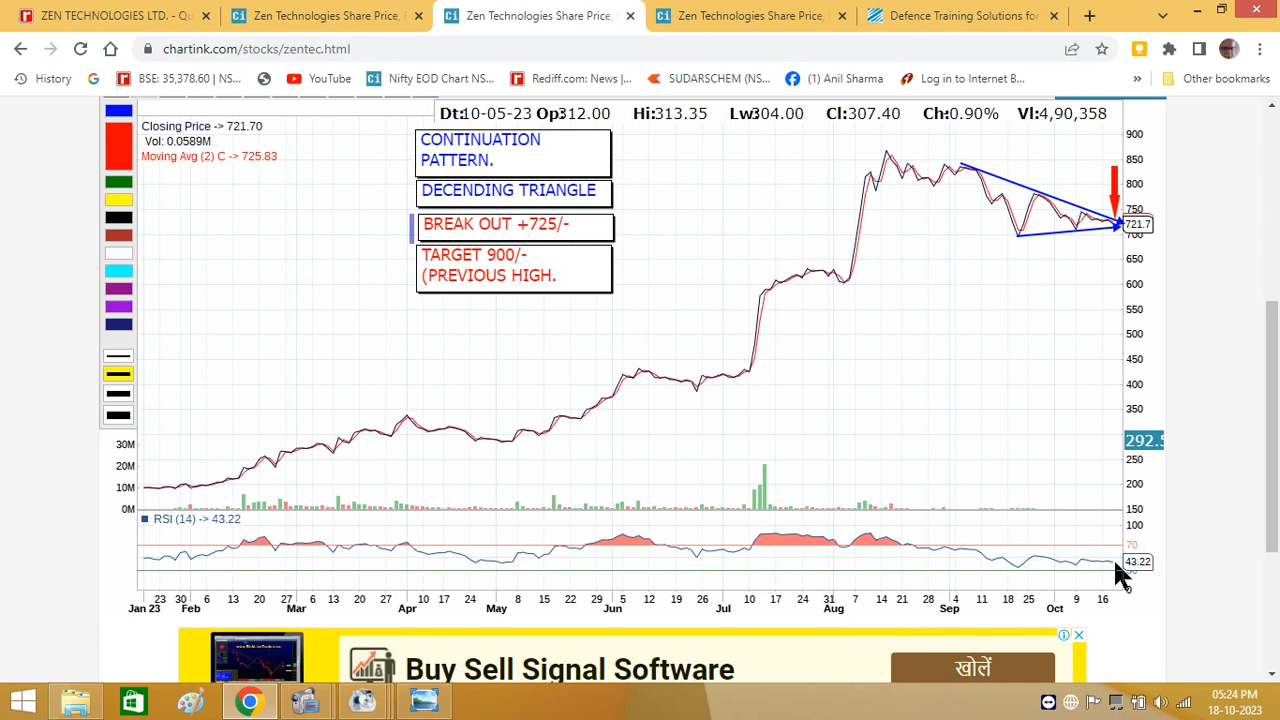 ZEN TECHNOLOGIES LTD. - Qu
Zen Technologies Share Price,
Zen Technologies Share Price,
Zen Technologies Share Price,
Defence Training Solutions for
chartink.com/stocks/zentec.html
History
BSE: 35,378.60 | NS...
YouTube
Nifty EOD Chart NS...
Rediff.com: News |...
SUDARSCHEM (NS...
(1) Anil Sharma
Log in to Internet B...
»
Other bookmarks
Dt:10-05-23 Op:312.00 Hi:313.35 Lw:304.00 Cl:307.40 Ch:0.90% Vl:4,90,358
Closing Price -> 721.70
Vol: 0.0589M
Moving Avg (2) C -> 725.83
CONTINUATION
PATTERN.
DECENDING TRIANGLE
BREAK OUT +725/-
TARGET 900/-
(PREVIOUS HIGH.
900
850
800
750
721.7
700
650
600
550
500
450
400
350
292.5
250
200
150
30M
20M
10M
0M
RSI (14) -> 43.22
100
70
43.22
0
23 30 6 13 20 27 6 13 20 27 10 17 24 8 15 22 29 5 12 19 26 10 17 24 31 7 14 21 28 4 11 18 25 9 16
Jan 23 Feb Mar Apr May Jun Jul Aug Sep Oct
Buy Sell Signal Software
खोलें
05:24 PM
18-10-2023